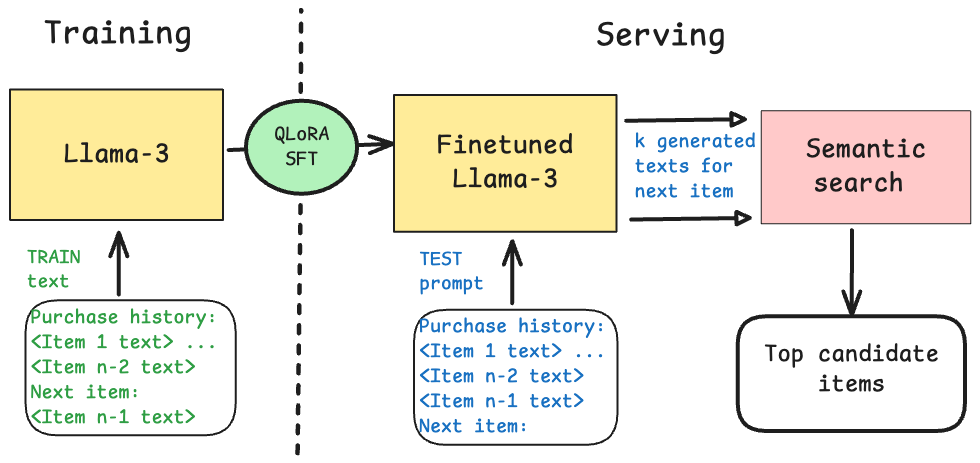 Training
Serving
Llama-3
QLoRA
SFT
Finetuned
Llama-3
k generated
texts for
next item
Semantic
search
TRAIN
text
Purchase history:
<Item 1 text> ...
<Item n-2 text>
Next item:
<Item n-1 text>
TEST
prompt
Purchase history:
<Item 1 text> ...
<Item n-2 text>
<Item n-1 text>
Next item:
Top candidate
items